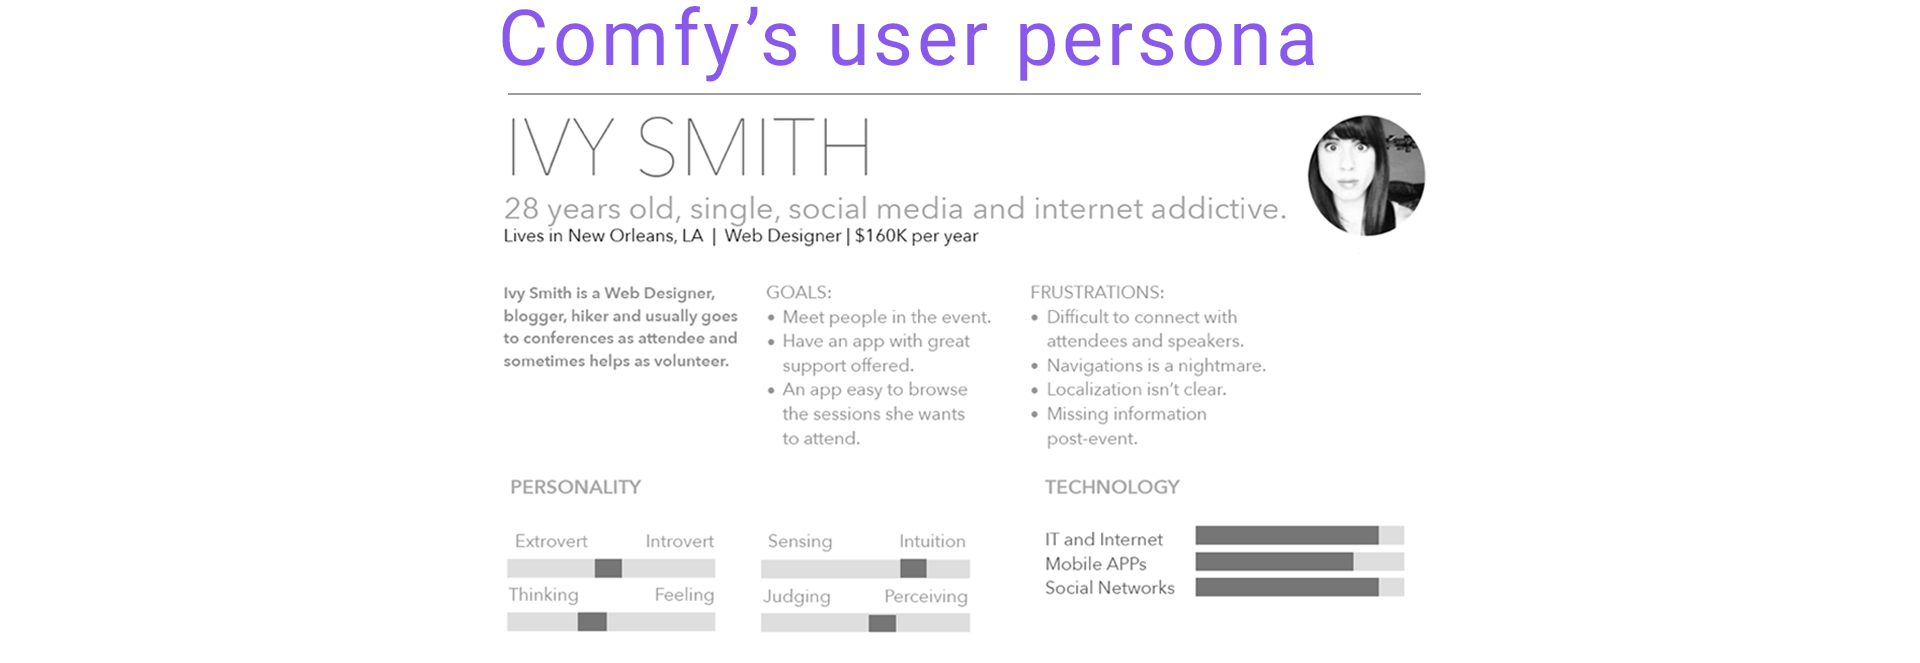 Comfy’s user persona
IVY SMITH
28 years old, single, social media and internet addictive.
Lives in New Orleans, LA | Web Designer | $160K per year
Ivy Smith is a Web Designer,
blogger, hiker and usually goes
to conferences as attendee and
sometimes helps as volunteer.
GOALS:
• Meet people in the event.
• Have an app with great
support offered.
• An app easy to browse
the sessions she wants
to attend.
FRUSTRATIONS:
• Difficult to connect with
attendees and speakers.
• Navigations is a nightmare.
• Localization isn’t clear.
• Missing information
post-event.
PERSONALITY
Extrovert Introvert
Thinking Feeling
Sensing Intuition
Judging Perceiving
TECHNOLOGY
IT and Internet
Mobile APPs
Social Networks